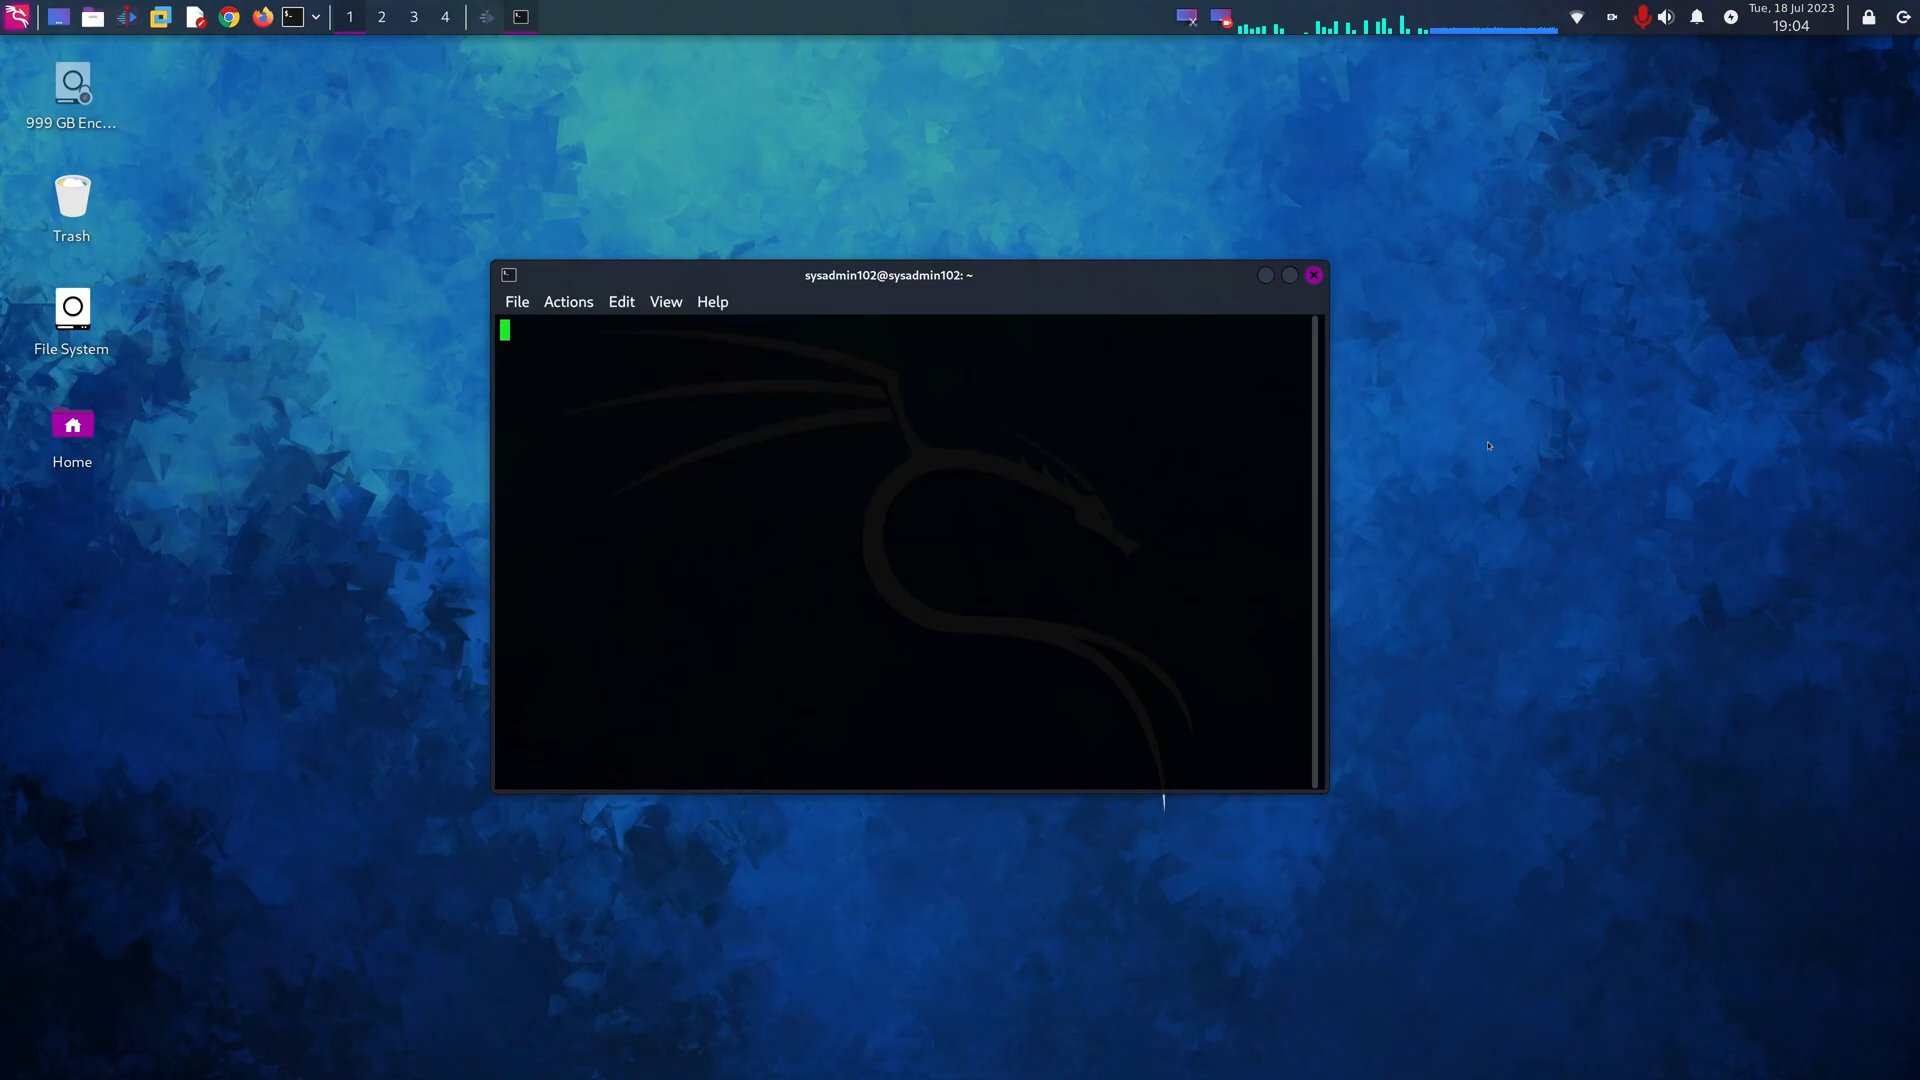 1 2 3 4
Tue, 18 Jul 2023
19:04
999 GB Enc...
Trash
File System
Home
sysadmin102@sysadmin102: ~
File Actions Edit View Help